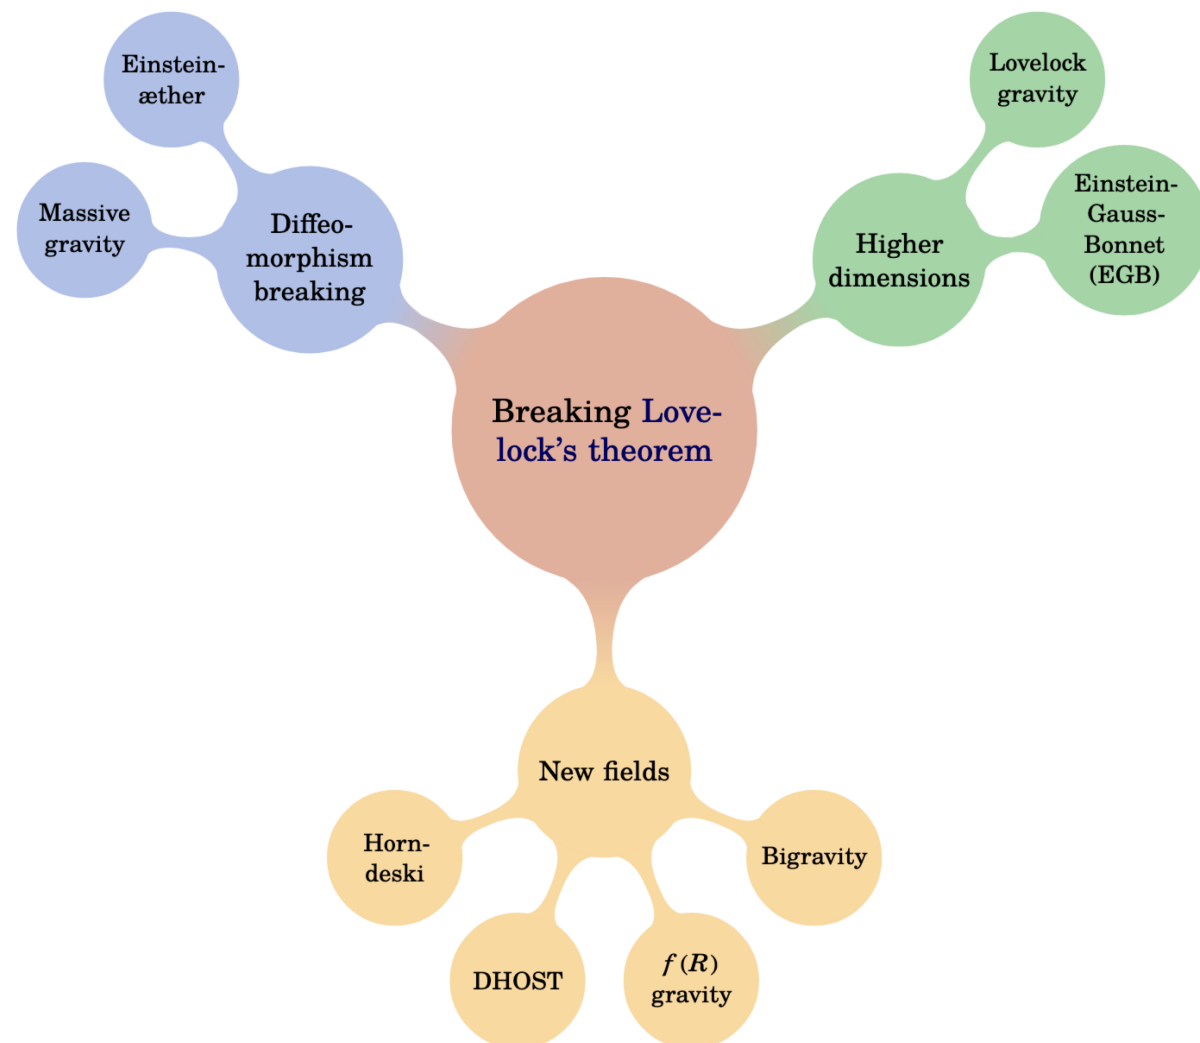 Einstein-
æther
Massive
gravity
Diffeo-
morphism
breaking
Lovelock
gravity
Einstein-
Gauss-
Bonnet
(EGB)
Higher
dimensions
Breaking Love-
lock’s theorem
New fields
Horn-
deski
DHOST
f(R)
gravity
Bigravity